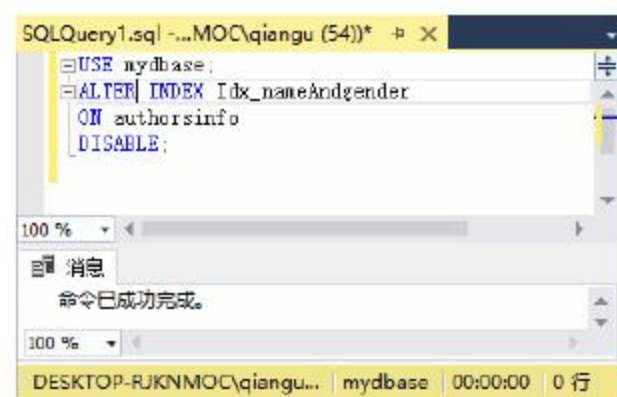 SQLQuery1.sql -...MOC\qiangu (54))*
USE mydbase;
ALTER INDEX Idx_nameAndgender
ON authorsinfo
DISABLE;
100 %
消息
命令已成功完成。
100 %
DESKTOP-RJKNMOC\qiangu... mydbase 00:00:00 0 行